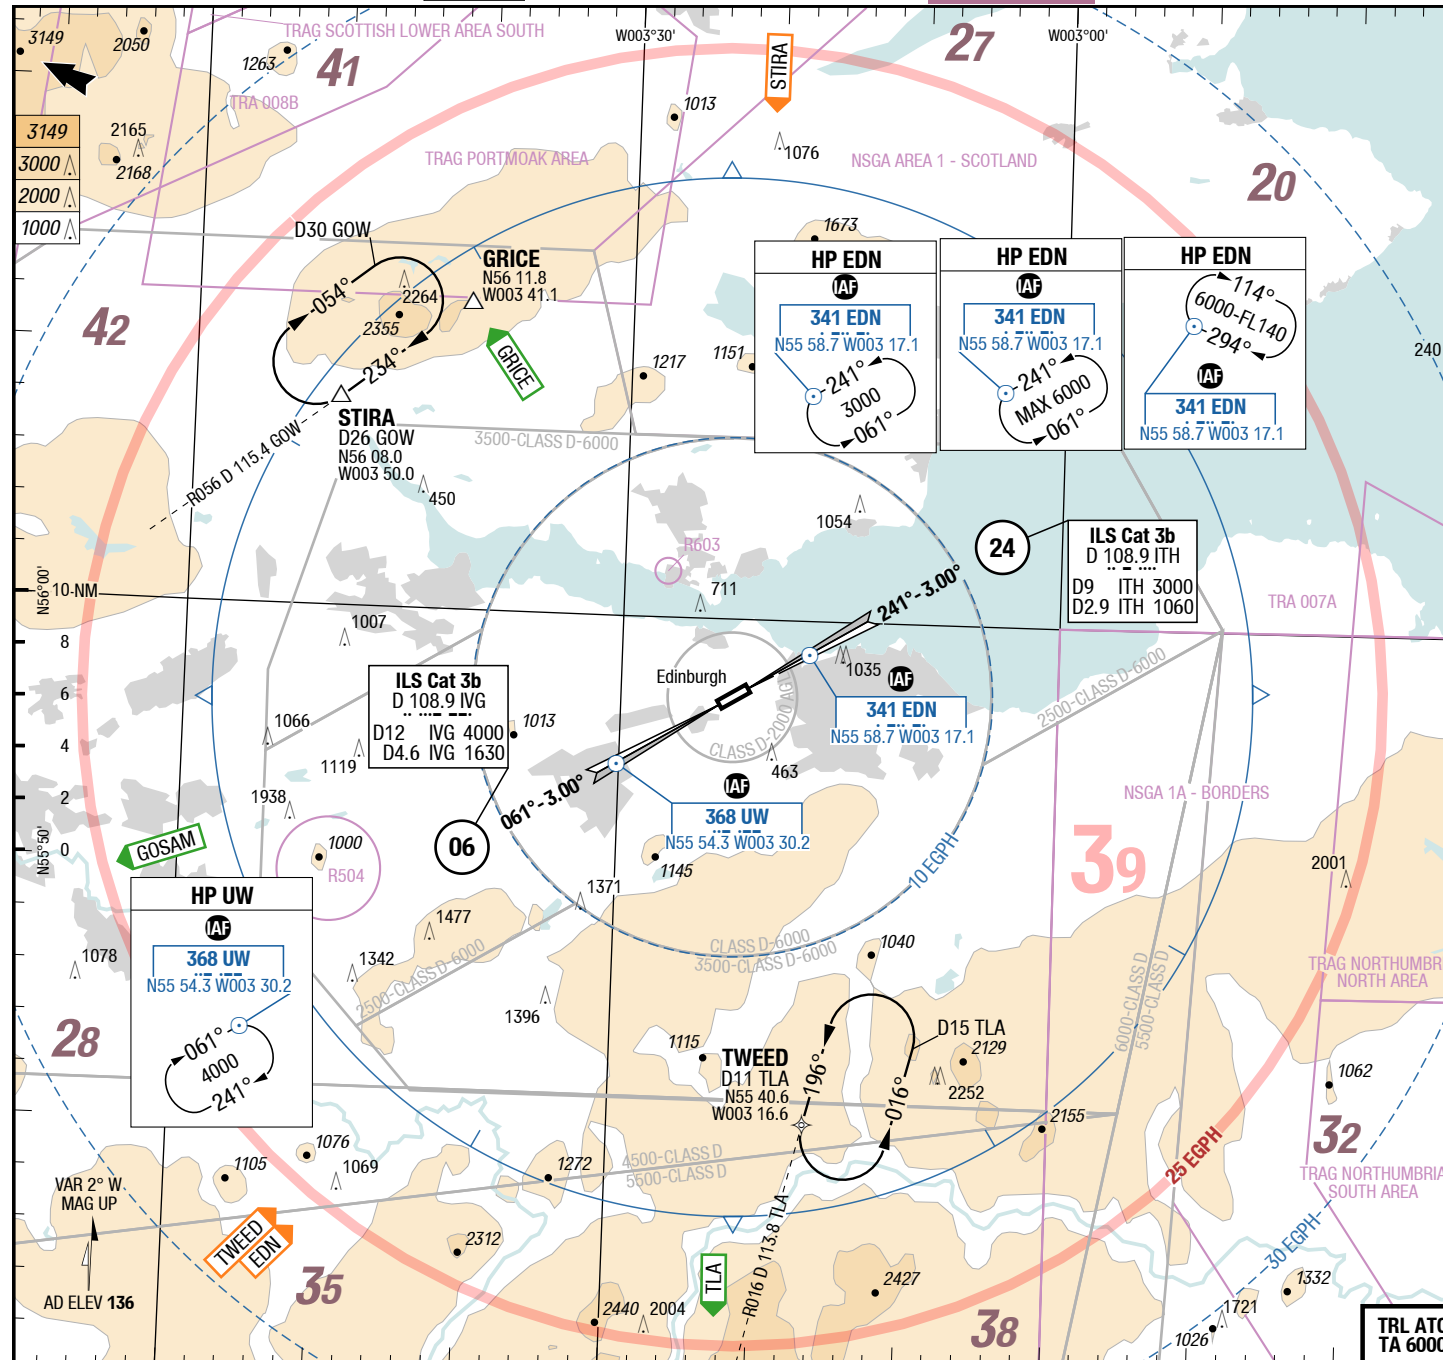 3149
2050
1263
41
TRAG SCOTTISH LOWER AREA SOUTH
W003°30'
STIRA
27
W003°00'
TRA 008B
1013
3149
3000
2000
1000
2165
2168
TRAG PORTMOAK AREA
1076
NSGA AREA 1 - SCOTLAND
20
D30 GOW
GRICE
N56 11.8
W003 41.1
1673
054°
2264
2355
234°
42
GRICE
1217
1151
240
STIRA
D26 GOW
N56 08.0
W003 50.0
R056 D 115.4 GOW
450
3500-CLASS D-6000
HP EDN
IAF
341 EDN
N55 58.7 W003 17.1
241°
3000
061°
HP EDN
IAF
341 EDN
N55 58.7 W003 17.1
241°
MAX 6000
061°
HP EDN
114°
6000-FL140
294°
IAF
341 EDN
N55 58.7 W003 17.1
1054
R603
711
24
ILS Cat 3b
D 108.9 ITH
D9 ITH 3000
D2.9 ITH 1060
241°-3.00°
TRA 007A
N56°00'
10-NM
8
6
4
2
0
N55°50'
1007
1066
1119
1938
ILS Cat 3b
D 108.9 IVG
D12 IVG 4000
D4.6 IVG 1630
1013
Edinburgh
1035
IAF
341 EDN
N55 58.7 W003 17.1
CLASS D-2000 AGL
463
2500-CLASS D-6000
061°-3.00°
06
IAF
368 UW
N55 54.3 W003 30.2
NSGA 1A - BORDERS
39
GOSAM
1000
R504
1145
1371
10 EGPH
2001
HP UW
IAF
368 UW
N55 54.3 W003 30.2
061°
4000
241°
1078
28
1477
1342
2500-CLASS D-6000
1396
CLASS D-6000
3500-CLASS D-6000
1040
6000-CLASS D
5500-CLASS D
TRAG NORTHUMBRI
NORTH AREA
1115
TWEED
D11 TLA
N55 40.6
W003 16.6
196°
016°
D15 TLA
2129
2252
2155
1062
32
TRAG NORTHUMBRIA
SOUTH AREA
1105
1076
1069
1272
4500-CLASS D
5500-CLASS D
25 EGPH
30 EGPH
VAR 2° W
MAG UP
AD ELEV 136
TWEED
EDN
35
2312
2440
2004
TLA
R016 D 113.8 TLA
2427
38
1332
1721
1026
TRL ATC
TA 6000